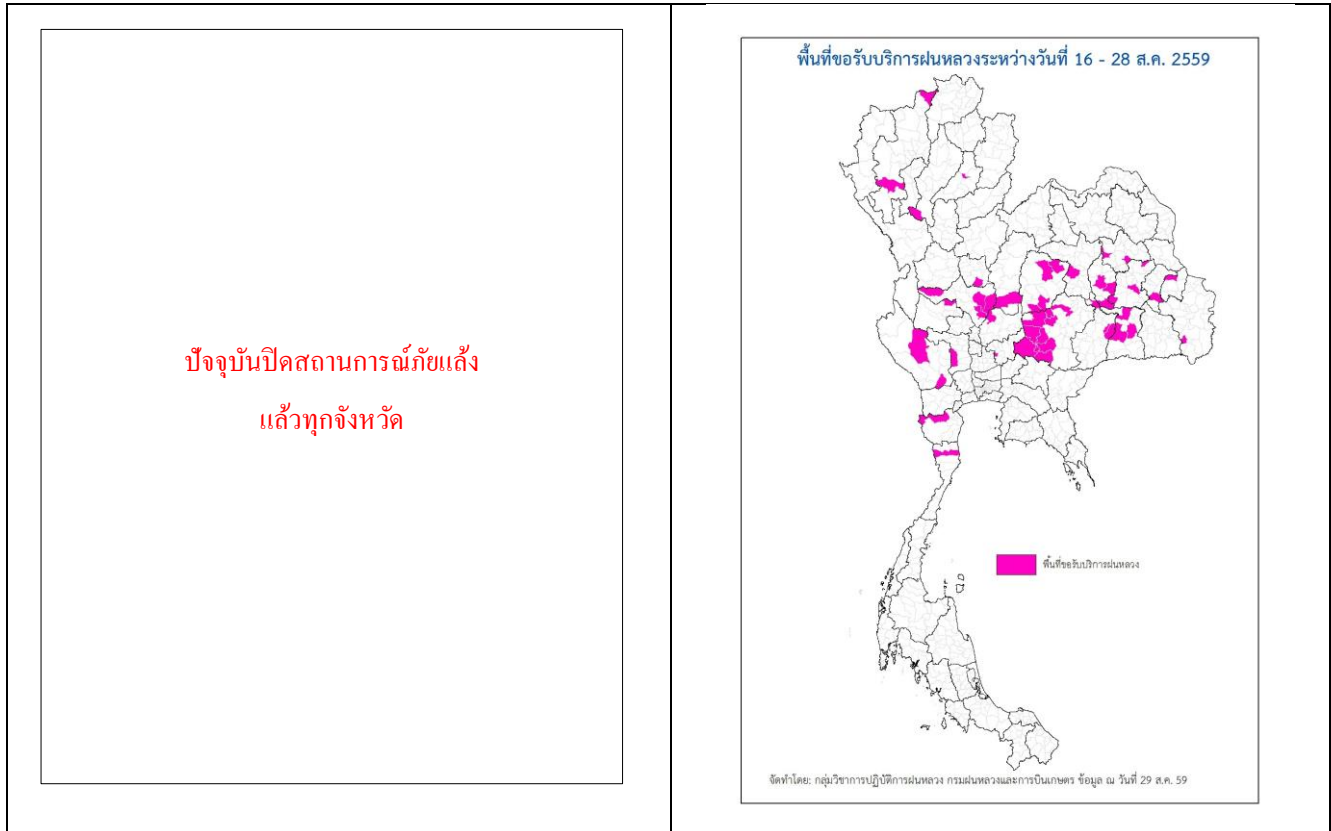 ปัจจุบันปิดสถานการณ์ภัยแล้ง
แล้วทุกจังหวัด
พื้นที่ขอรับบริการฝนหลวงระหว่างวันที่ 16 - 28 ส.ค. 2559
พื้นที่ขอรับบริการฝนหลวง
จัดทำโดย: กลุ่มวิชาการปฏิบัติการฝนหลวง กรมฝนหลวงและการบินเกษตร ข้อมูล ณ วันที่ 29 ส.ค. 59